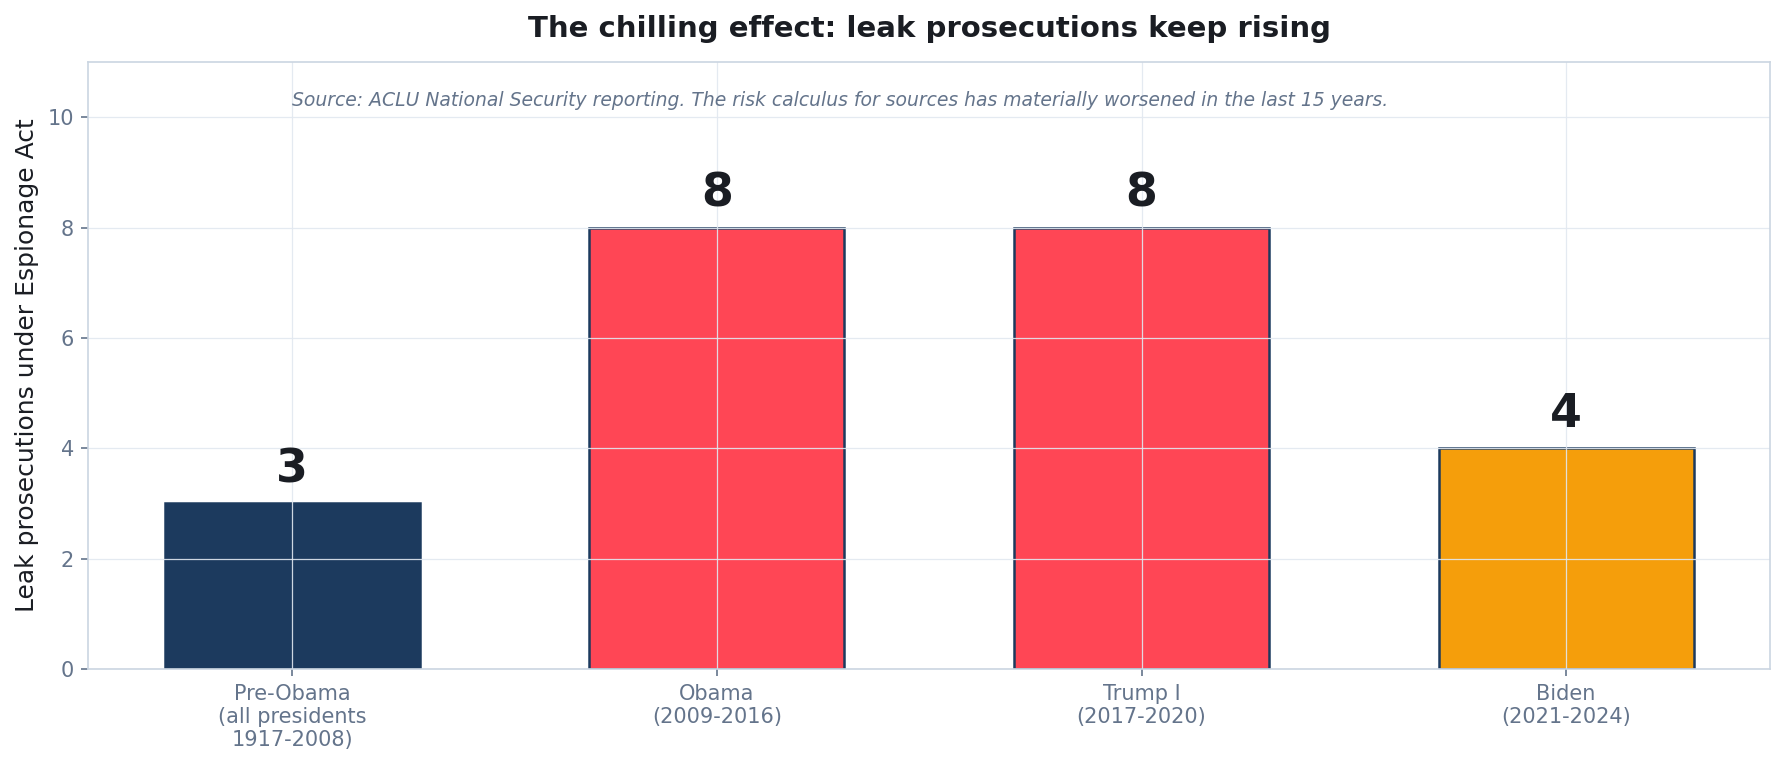 The chilling effect: leak prosecutions keep rising
Source: ACLU National Security reporting. The risk calculus for sources has materially worsened in the last 15 years.
Leak prosecutions under Espionage Act
10
8
6
4
2
0
3
8
8
4
Pre-Obama
(all presidents
1917-2008)
Obama
(2009-2016)
Trump I
(2017-2020)
Biden
(2021-2024)